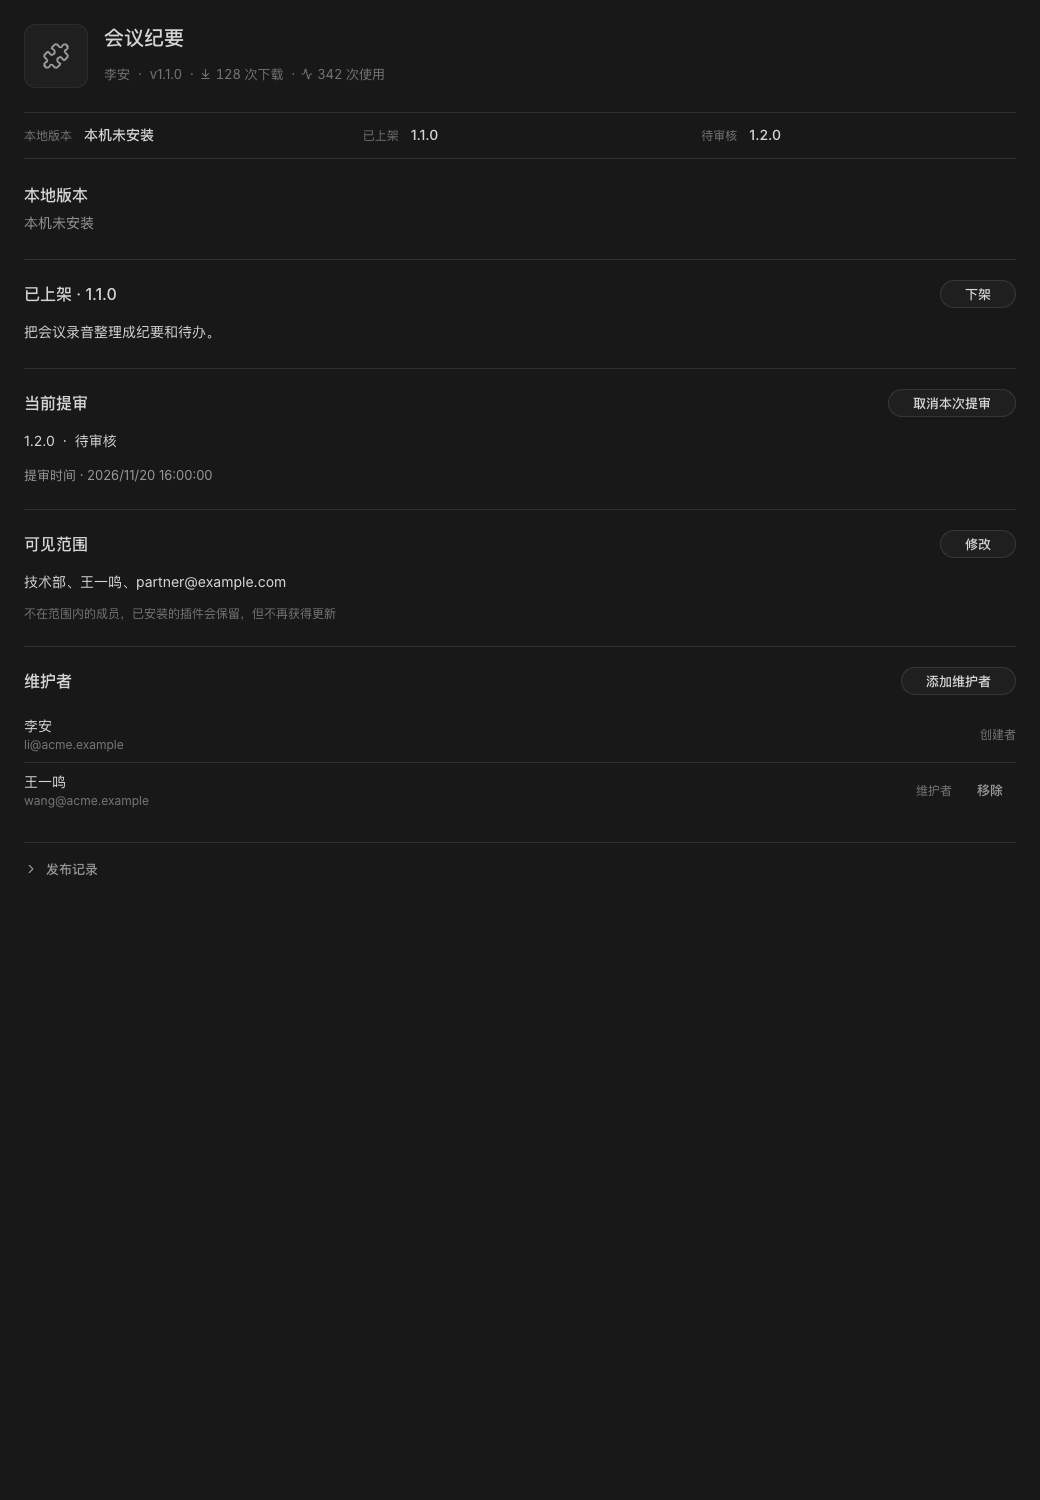 会议纪要
李安 · v1.1.0 · 128 次下载 · 342 次使用
本地版本 本机未安装 已上架 1.1.0 待审核 1.2.0
本地版本
本机未安装
已上架 · 1.1.0 下架
把会议录音整理成纪要和待办。
当前提审 取消本次提审
1.2.0 · 待审核
提审时间 · 2026/11/20 16:00:00
可见范围 修改
技术部、王一鸣、partner@example.com
不在范围内的成员，已安装的插件会保留，但不再获得更新
维护者 添加维护者
李安
li@acme.example 创建者
王一鸣
wang@acme.example 维护者 移除
发布记录